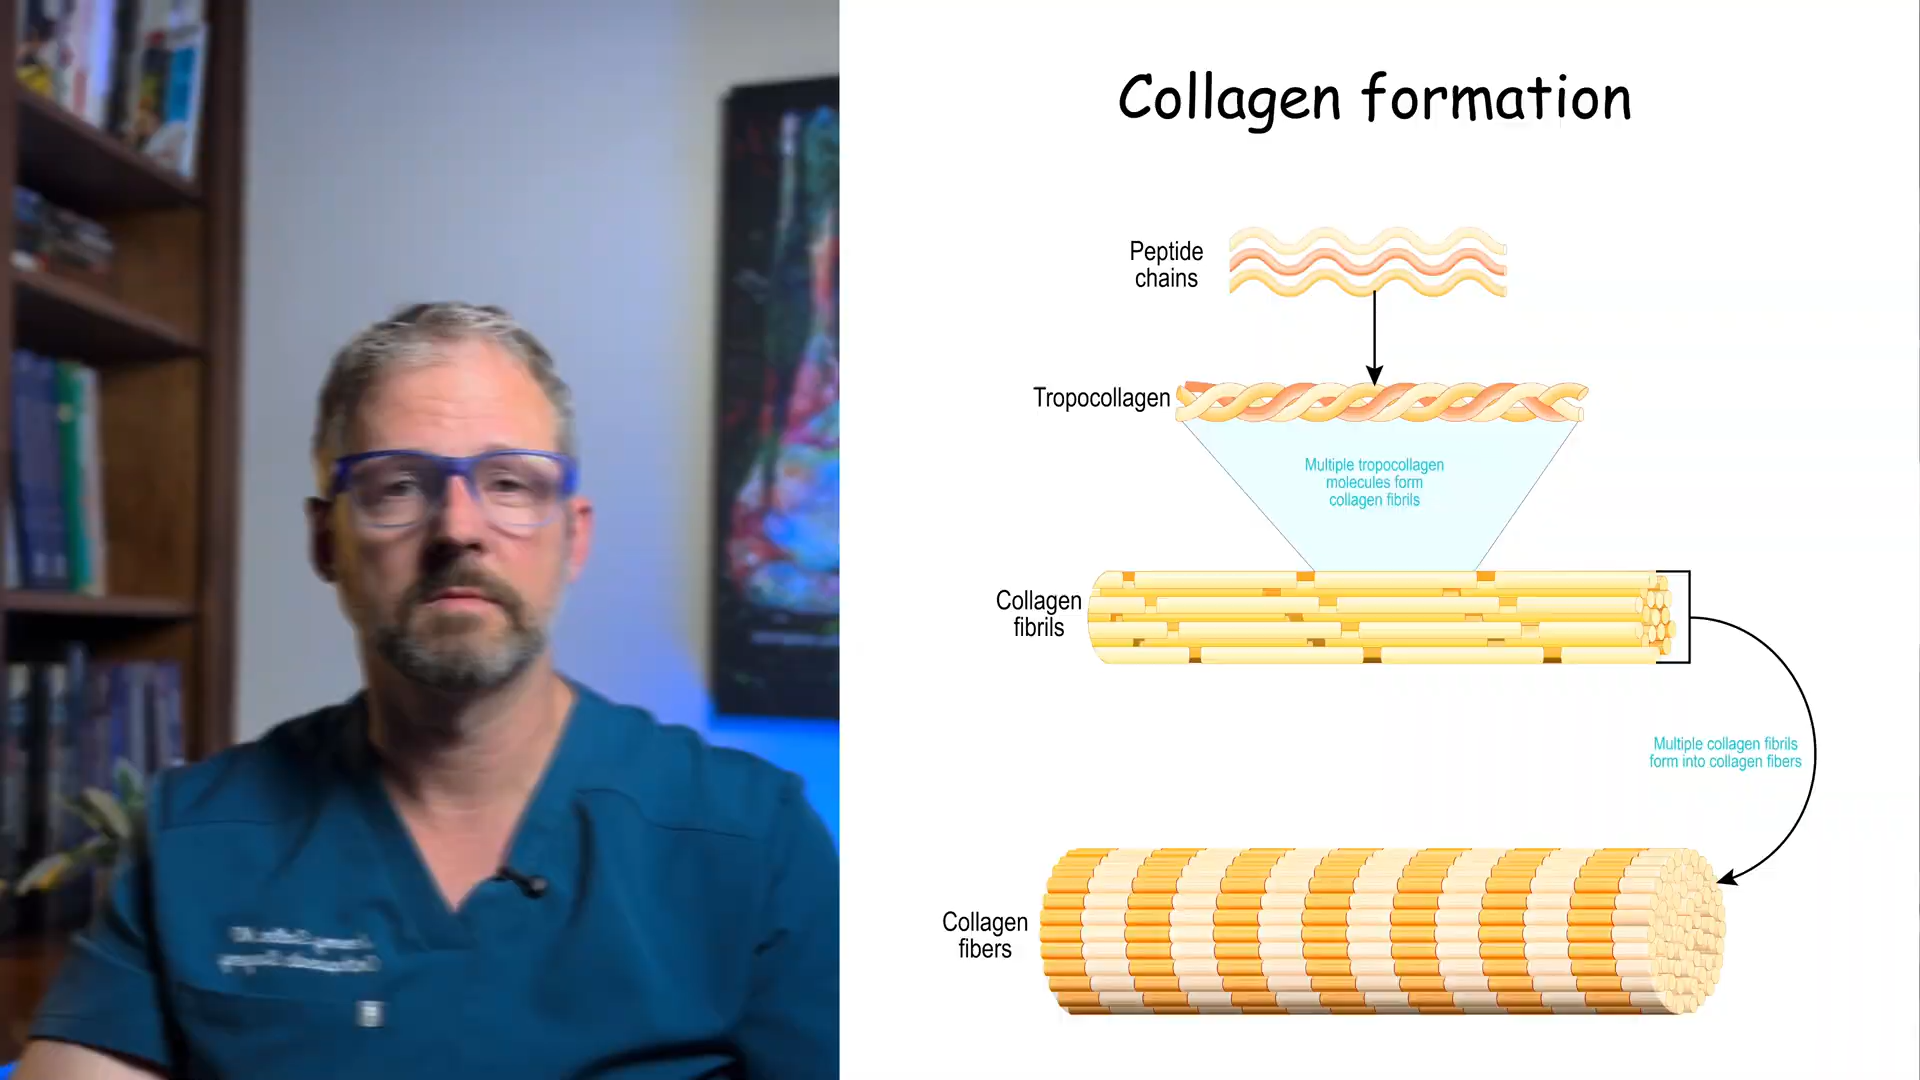 Collagen formation
Peptide
chains
Tropocollagen
Multiple tropocollagen
molecules form
collagen fibrils
Collagen
fibrils
Multiple collagen fibrils
form into collagen fibers
Collagen
fibers